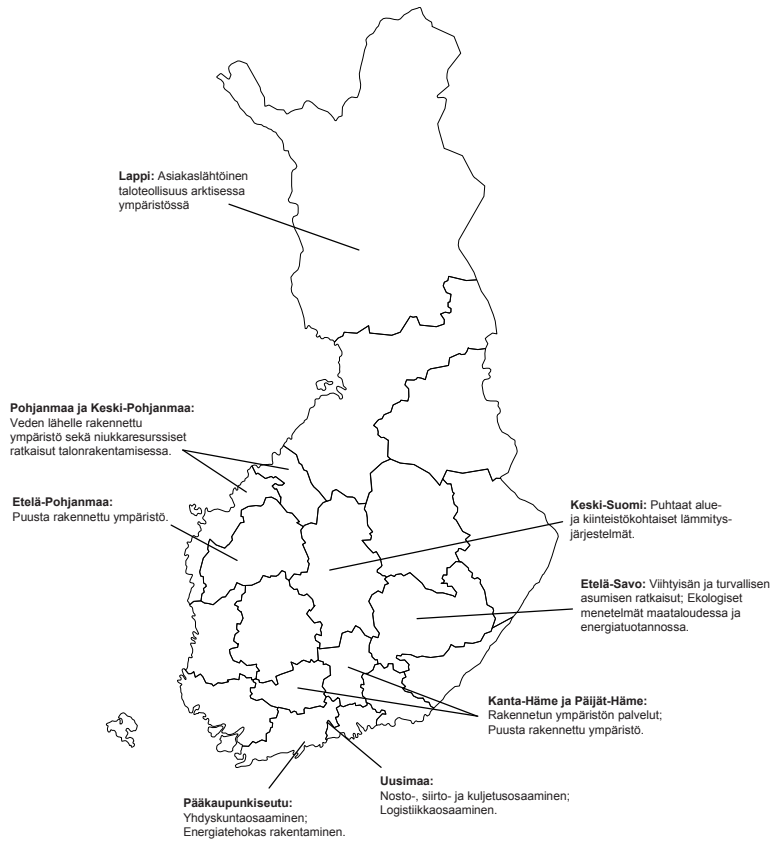 Lappi: Asiakaslähtöinen
taloteollisuus arktisessa
ympäristössä
Pohjanmaa ja Keski-Pohjanmaa:
Veden lähelle rakennettu
ympäristö sekä niukkaresurssiset
ratkaisut talonrakentamisessa.
Etelä-Pohjanmaa:
Puusta rakennettu ympäristö.
Keski-Suomi: Puhtaat alue-
ja kiinteistökohtaiset lämmitys-
järjestelmät.
Etelä-Savo: Viihtyisän ja turvallisen
asumisen ratkaisut; Ekologiset
menetelmät maataloudessa ja
energiatuotannossa.
Kanta-Häme ja Päijät-Häme:
Rakennetun ympäristön palvelut;
Puusta rakennettu ympäristö.
Uusimaa:
Nosto-, siirto- ja kuljetusosaaminen;
Logistiikkaosaaminen.
Pääkaupunkiseutu:
Yhdyskuntaosaaminen;
Energiatehokas rakentaminen.